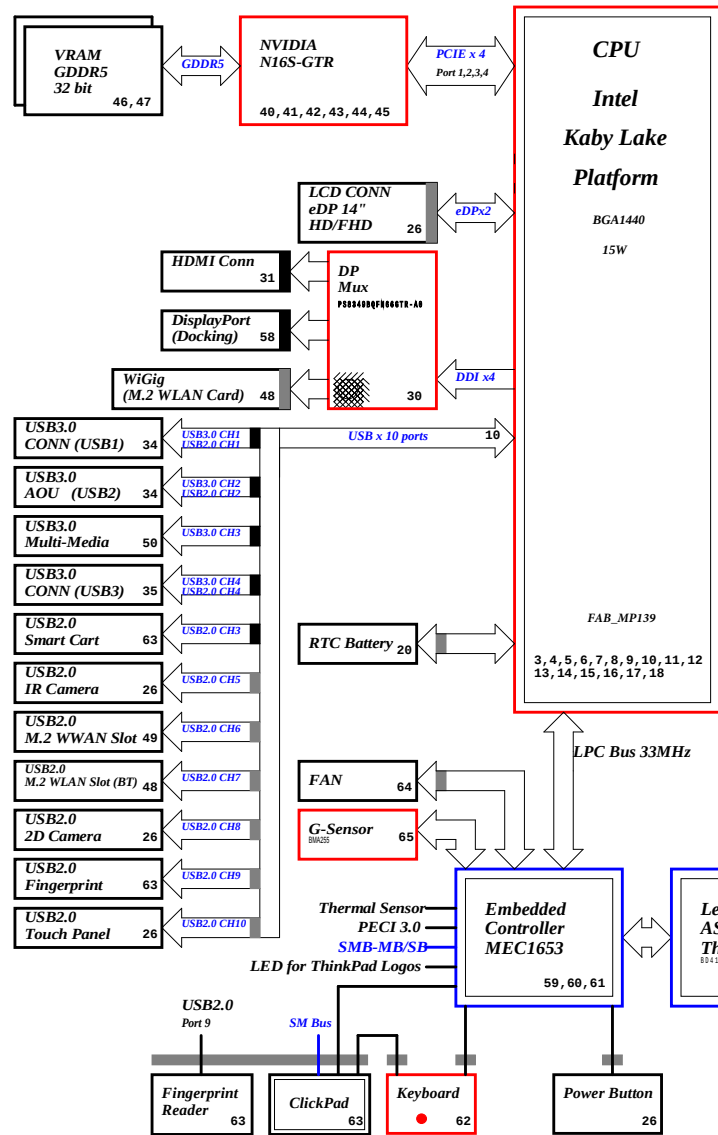 VRAM
GDDR5
32 bit
46,47
GDDR5
NVIDIA
N16S-GTR
40,41,42,43,44,45
PCIE x 4
Port 1,2,3,4
CPU
Intel
Kaby Lake
Platform
BGA1440
15W
LCD CONN
eDP 14"
HD/FHD
26
eDPx2
HDMI Conn
31
DP
Mux
DisplayPort
(Docking)
58
WiGig
(M.2 WLAN Card)
48
30
DDI x4
USB3.0
CONN (USB1)
34
USB3.0 CH1
USB2.0 CH1
USB x 10 ports
10
USB3.0
AOU (USB2)
34
USB3.0 CH2
USB2.0 CH2
USB3.0
Multi-Media
50
USB3.0 CH3
USB3.0
CONN (USB3)
35
USB3.0 CH4
USB2.0 CH4
USB2.0
Smart Cart
63
USB2.0 CH3
RTC Battery
20
FAB_MP139
3,4,5,6,7,8,9,10,11,12
13,14,15,16,17,18
USB2.0
IR Camera
26
USB2.0 CH5
USB2.0
M.2 WWAN Slot
49
USB2.0 CH6
LPC Bus 33MHz
USB2.0
M.2 WLAN Slot (BT)
48
USB2.0 CH7
FAN
64
USB2.0
2D Camera
26
USB2.0 CH8
G-Sensor
BMA255
65
USB2.0
Fingerprint
63
USB2.0 CH9
USB2.0
Touch Panel
26
USB2.0 CH10
Thermal Sensor
PECI 3.0
SMB-MB/SB
LED for ThinkPad Logos
Embedded
Controller
MEC1653
59,60,61
Le
AS
Th
BD41
USB2.0
Port 9
SM Bus
Fingerprint
Reader
63
ClickPad
63
Keyboard
62
Power Button
26